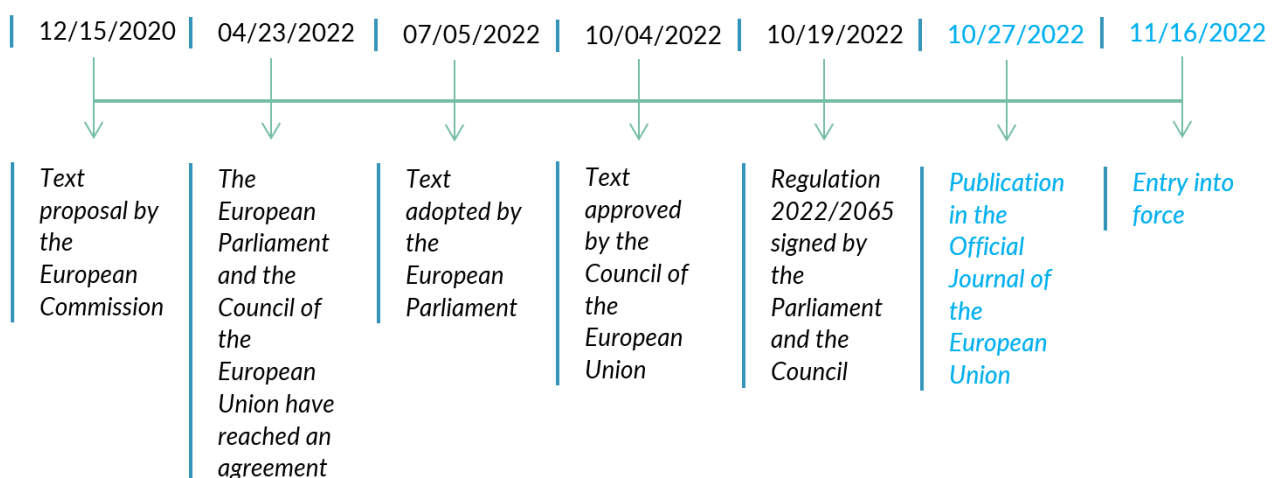 12/15/2020
04/23/2022
07/05/2022
10/04/2022
10/19/2022
10/27/2022
11/16/2022
Text
proposal by
the
European
Commission
The
European
Parliament
and the
Council of
the
European
Union have
reached an
agreement
Text
adopted by
the
European
Parliament
Text
approved
by the
Council of
the
European
Union
Regulation
2022/2065
signed by
the
Parliament
and the
Council
Publication
in the
Official
Journal of
the
European
Union
Entry into
force